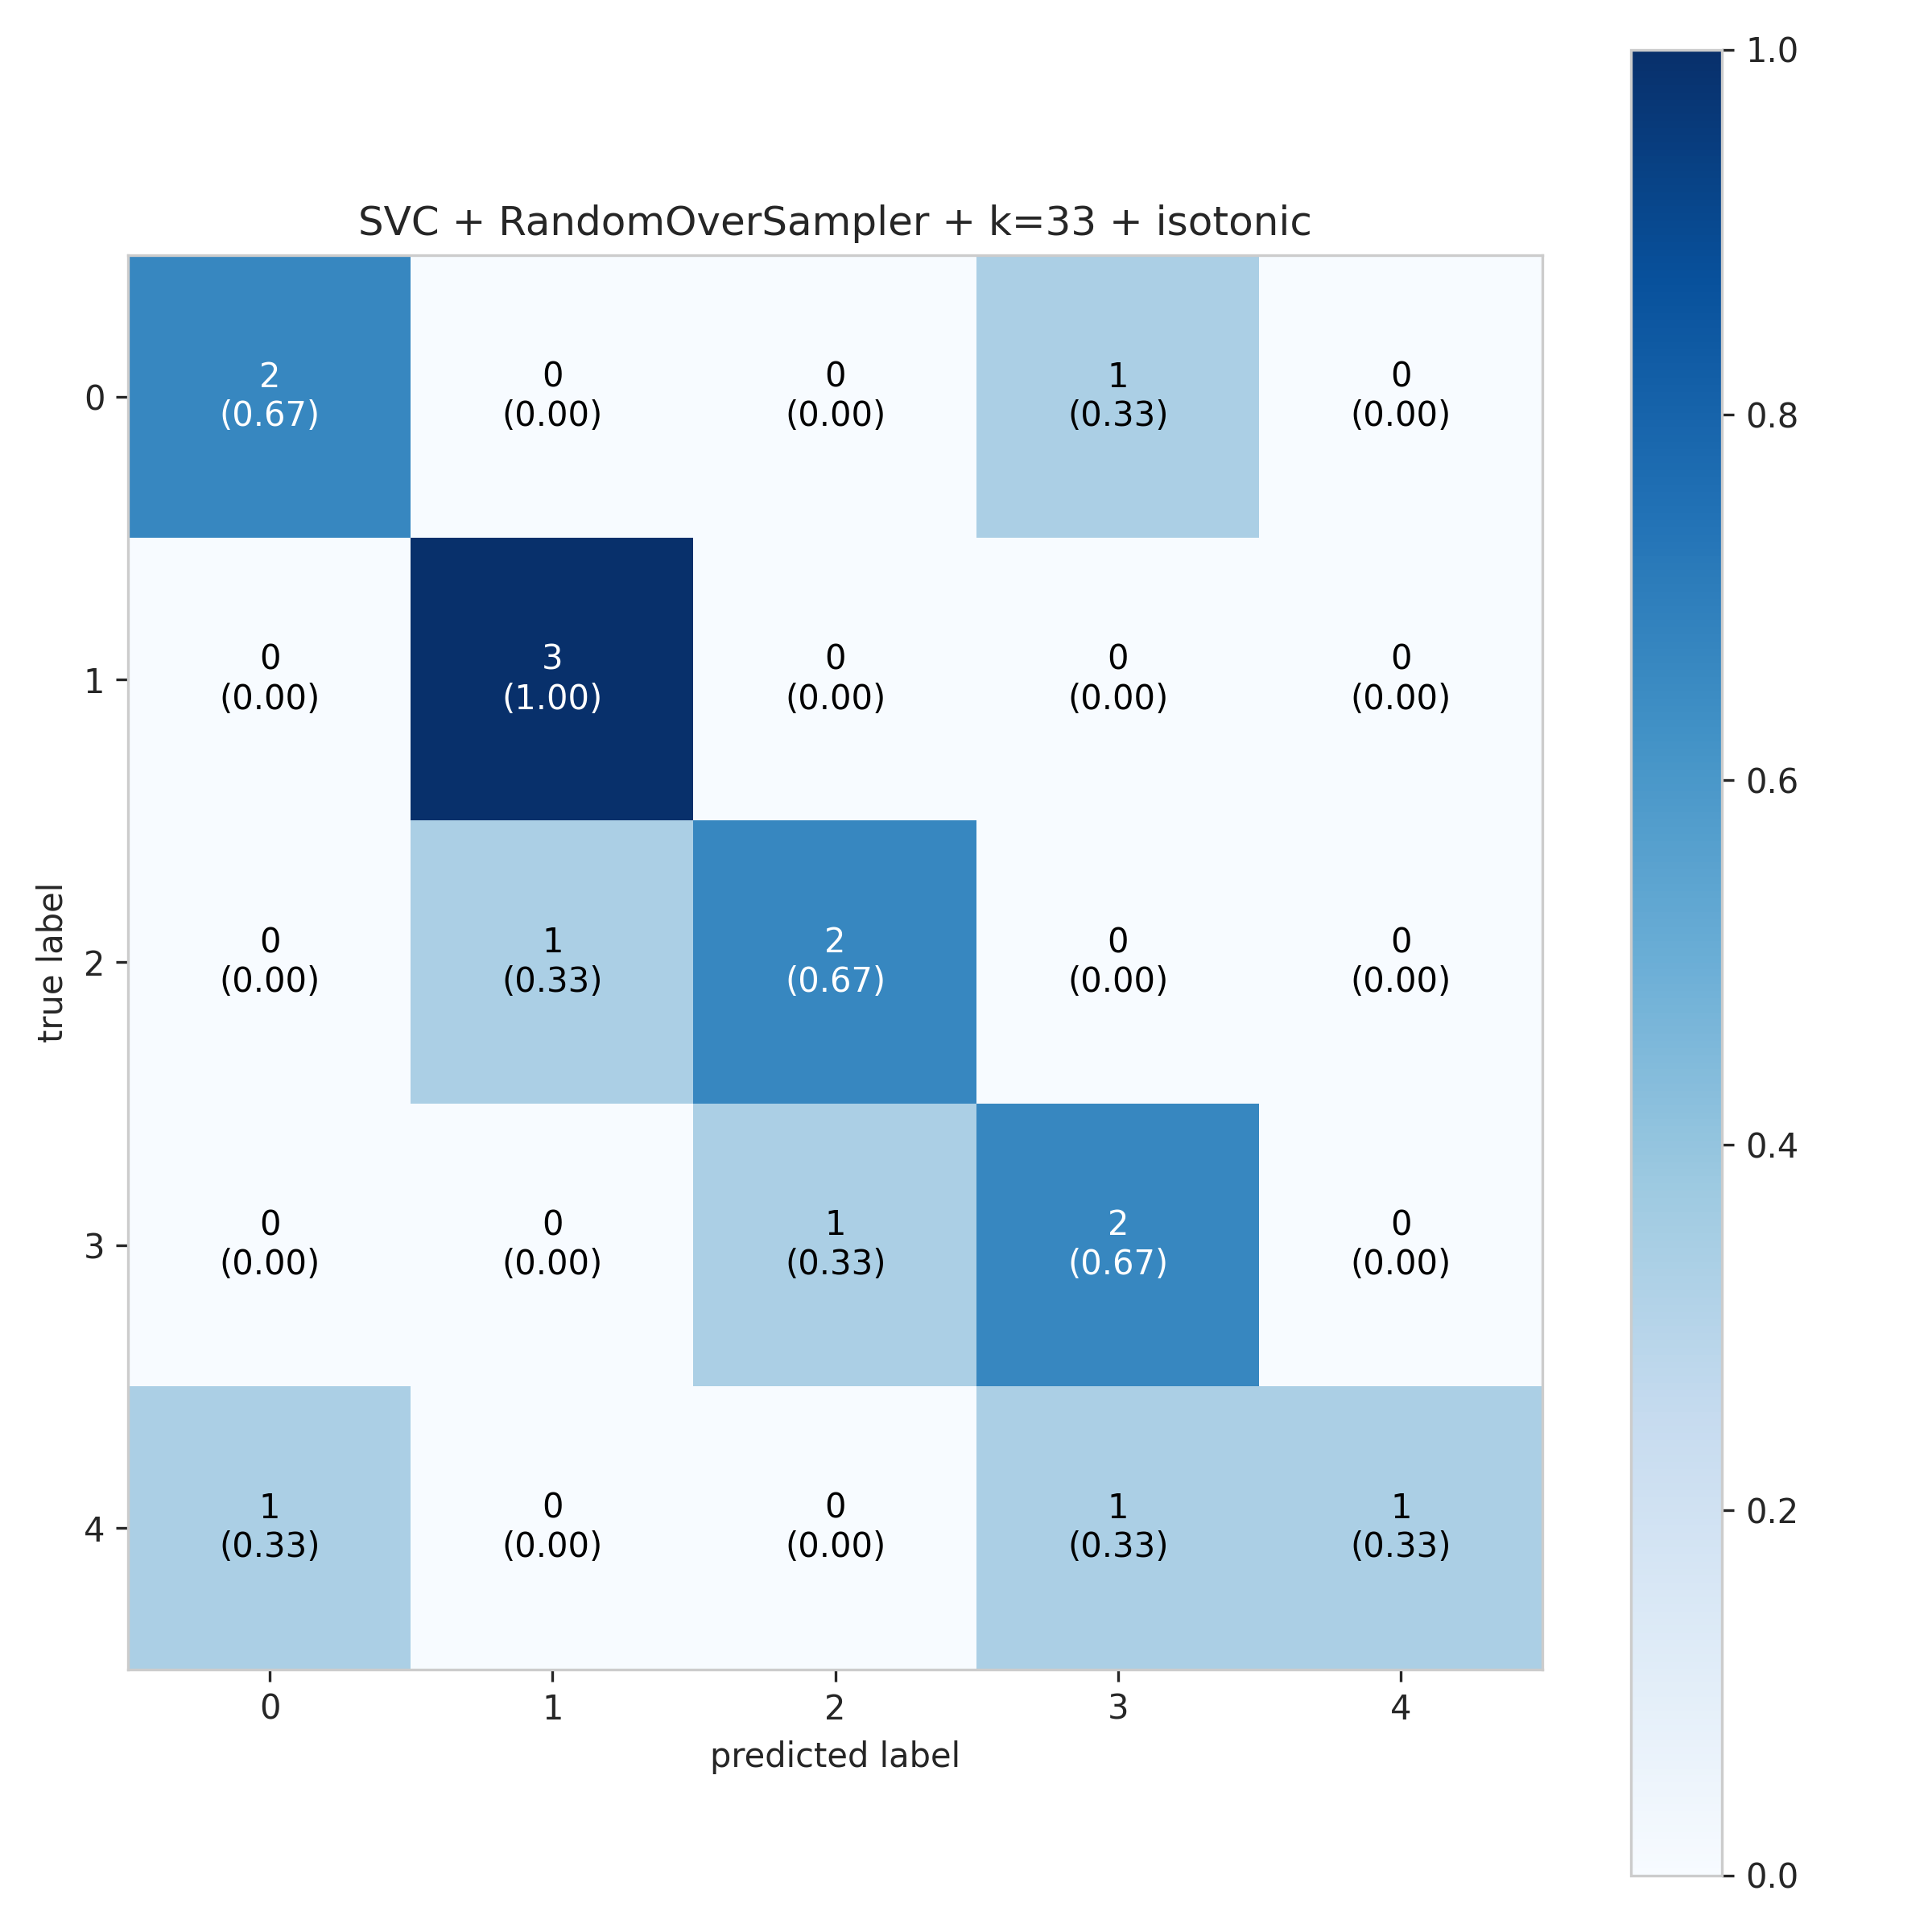 SVC + RandomOverSampler + k=33 + isotonic
1.0
0.8
0.6
0.4
0.2
0.0
true label
0
2 0 0 1 0
(0.67) (0.00) (0.00) (0.33) (0.00)
1
0 3 0 0 0
(0.00) (1.00) (0.00) (0.00) (0.00)
2
0 1 2 0 0
(0.00) (0.33) (0.67) (0.00) (0.00)
3
0 0 1 2 0
(0.00) (0.00) (0.33) (0.67) (0.00)
4
1 0 0 1 1
(0.33) (0.00) (0.00) (0.33) (0.33)
0 1 2 3 4
predicted label